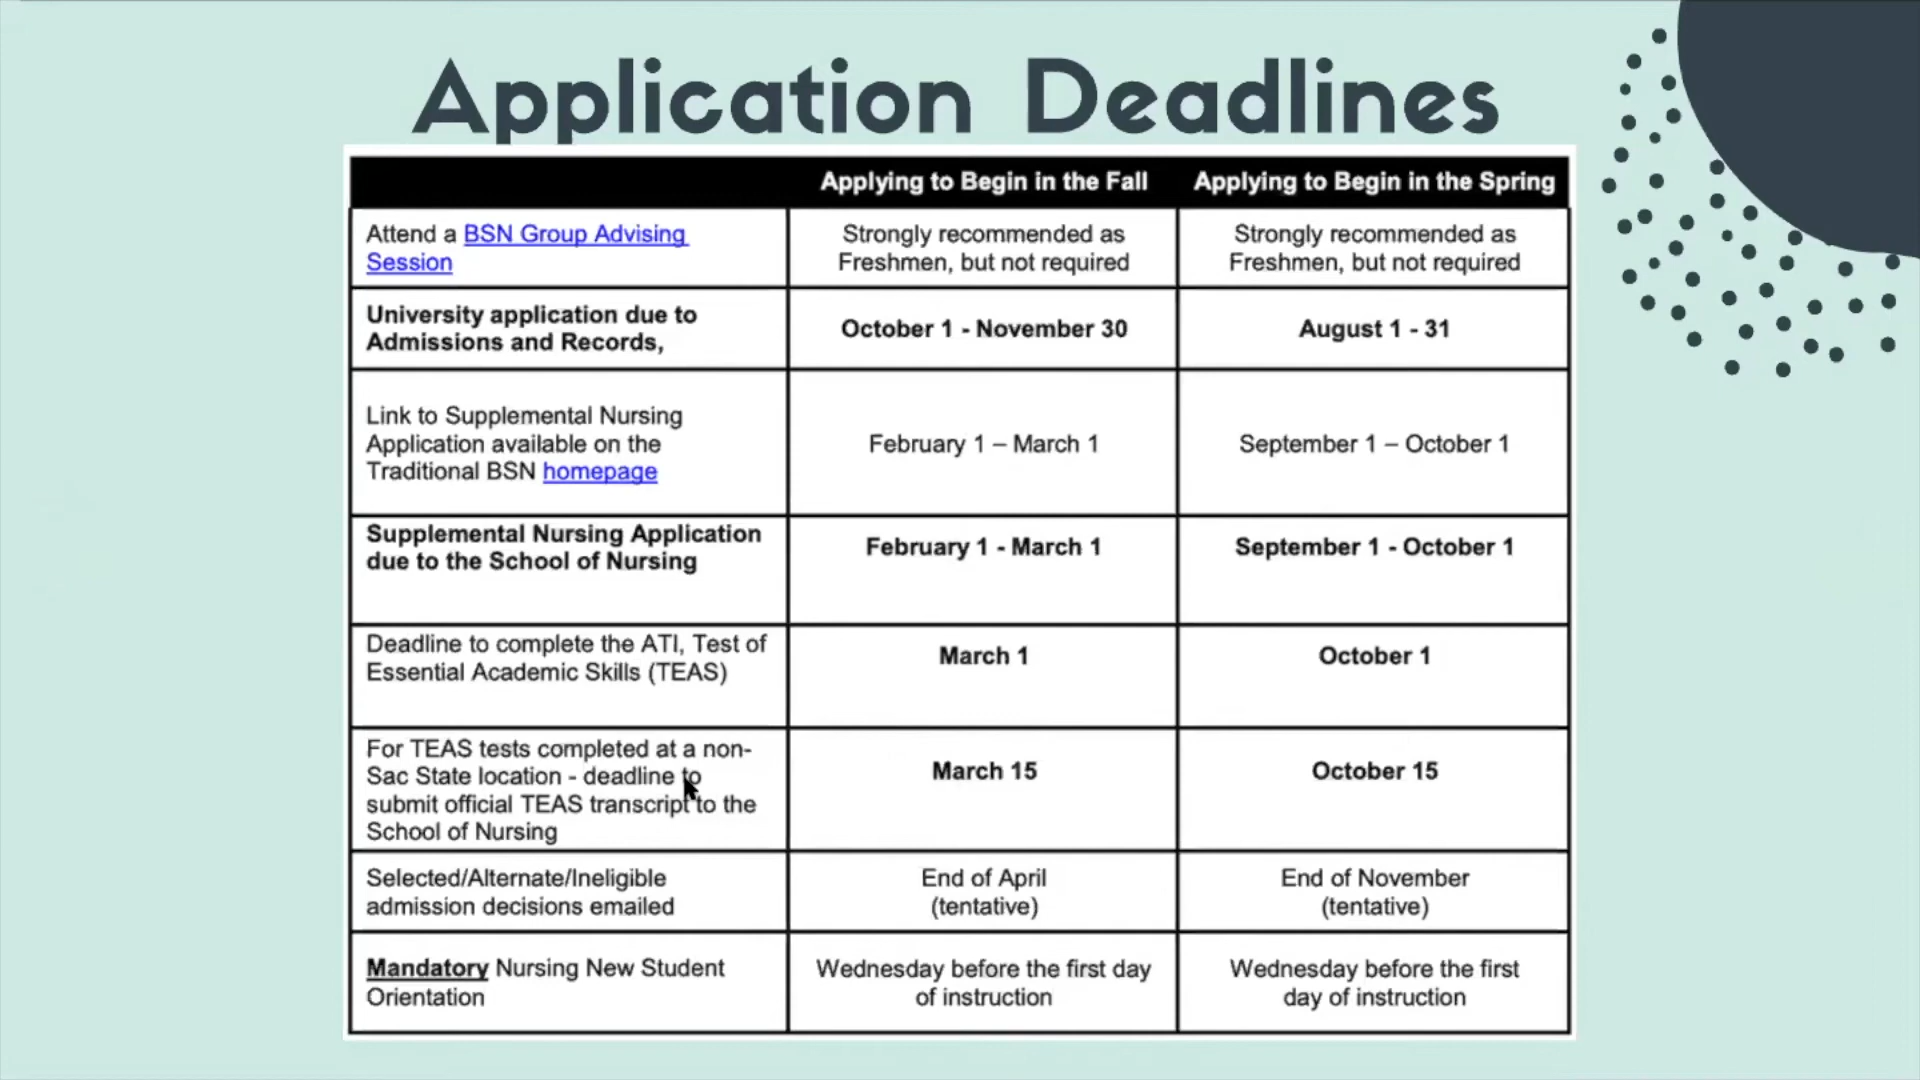 Application Deadlines
Applying to Begin in the Fall
Applying to Begin in the Spring
Attend a BSN Group Advising
Session
Strongly recommended as
Freshmen, but not required
Strongly recommended as
Freshmen, but not required
University application due to
Admissions and Records,
October 1 - November 30
August 1 - 31
Link to Supplemental Nursing
Application available on the
Traditional BSN homepage
February 1 – March 1
September 1 – October 1
Supplemental Nursing Application
due to the School of Nursing
February 1 - March 1
September 1 - October 1
Deadline to complete the ATI, Test of
Essential Academic Skills (TEAS)
March 1
October 1
For TEAS tests completed at a non-
Sac State location - deadline to
submit official TEAS transcript to the
School of Nursing
March 15
October 15
Selected/Alternate/Ineligible
admission decisions emailed
End of April
(tentative)
End of November
(tentative)
Mandatory Nursing New Student
Orientation
Wednesday before the first day
of instruction
Wednesday before the first
day of instruction